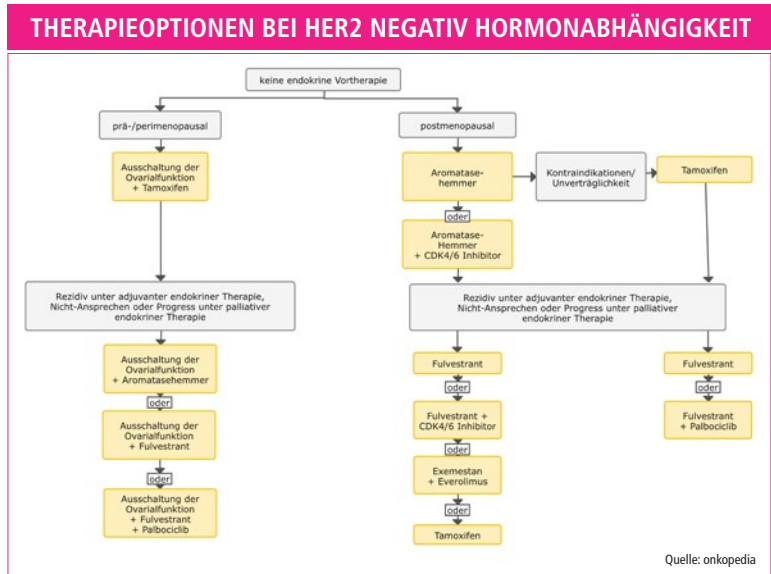 THERAPIEOPTIONEN BEI HER2 NEGATIV HORMONABHÄNGIGKEIT
keine endokrine Vortherapie
prä-/perimenopausal
postmenopausal
Ausschaltung der
Ovarialfunktion
+ Tamoxifen
Aromatase-
hemmer
Kontraindikationen/
Unverträglichkeit
Tamoxifen
oder
Aromatase-
Hemmer
+ CDK4/6 Inhibitor
Rezidiv unter adjuvanter endokriner Therapie,
Nicht-Ansprechen oder Progress unter palliativer
endokriner Therapie
Rezidiv unter adjuvanter endokriner Therapie,
Nicht-Ansprechen oder Progress unter palliativer
endokriner Therapie
Ausschaltung der
Ovarialfunktion
+ Aromatasehemmer
oder
Ausschaltung der
Ovarialfunktion
+ Fulvestrant
oder
Ausschaltung der
Ovarialfunktion
+ Fulvestrant
+ Palbociclib
Fulvestrant
oder
Fulvestrant +
CDK4/6 Inhibitor
oder
Exemestan
+ Everolimus
oder
Tamoxifen
Fulvestrant
oder
Fulvestrant
+ Palbociclib
Quelle: onkopedia